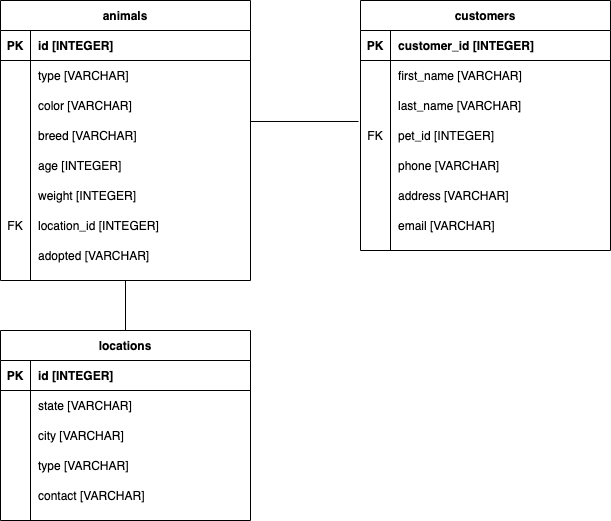 animals
PK id [INTEGER]
type [VARCHAR]
color [VARCHAR]
breed [VARCHAR]
age [INTEGER]
weight [INTEGER]
FK location_id [INTEGER]
adopted [VARCHAR]
customers
PK customer_id [INTEGER]
first_name [VARCHAR]
last_name [VARCHAR]
FK pet_id [INTEGER]
phone [VARCHAR]
address [VARCHAR]
email [VARCHAR]
locations
PK id [INTEGER]
state [VARCHAR]
city [VARCHAR]
type [VARCHAR]
contact [VARCHAR]